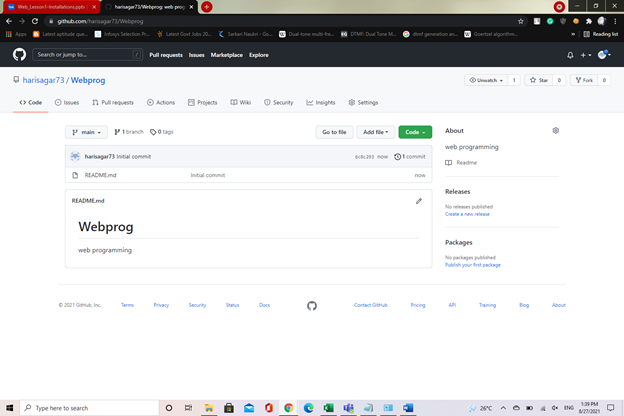 Web_Lesson1-Installations.pptx
harisagar73/Webprog: web prog
github.com/harisagar73/Webprog
Apps
Latest aptitude que
Infosys Selection Pr
Latest Govt Jobs 20
Sarkari Naukri - Go
Dual-tone multi-fre
DTMF: Dual Tone M
dtmf generation an
Goertzel algorithm
Reading list
Search or jump to...
/
Pull requests
Issues
Marketplace
Explore
harisagar73 / Webprog
Unwatch
1
Star
0
Fork
0
Code
Issues
Pull requests
Actions
Projects
Wiki
Security
Insights
Settings
main
1 branch
0 tags
Go to file
Add file
Code
About
web programming
Readme
harisagar73 Initial commit
now
1 commit
README.md
Initial commit
now
README.md
Webprog
web programming
Releases
No releases published
Create a new release
Packages
No packages published
Publish your first package
© 2021 GitHub, Inc.
Terms
Privacy
Security
Status
Docs
Contact GitHub
Pricing
API
Training
Blog
About
Type here to search
26°C
ENG
1:39 PM
8/27/2021